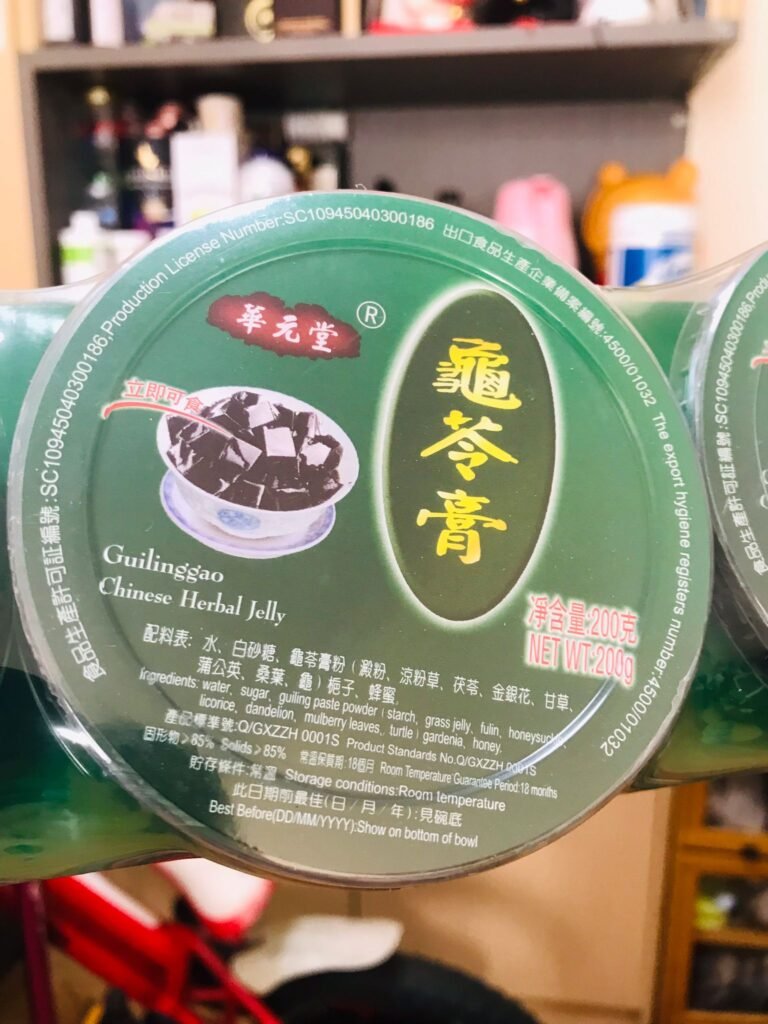 食品生產許可証編號:SC10945040300186,Production License Number:SC10945040300186
出口食品生產企業備案編號:4500/01032 The export hygiene registers number:4500/01032
華元堂®
立即可食
龜苓膏
Guilinggao
Chinese Herbal Jelly
淨含量:200克
NET WT:200g
配料表: 水、白砂糖、龜苓膏粉(澱粉、涼粉草、茯苓、金銀花、甘草、
蒲公英、桑葉、龜)梔子、蜂蜜
Ingredients: water, sugar, guiling paste powder(starch, grass jelly, fulin, honeysuckle,
licorice, dandelion, mulberry leaves, turtle) gardenia, honey.
產品標準號:Q/GXZZH 0001S Product Standards No.Q/GXZZH 0001S
固形物>85% Solids>85% 常溫保質期:18個月 Room Temperature Guarantee Period:18 months
貯存條件:常溫 Storage conditions:Room temperature
此日期前最佳(日/月/年):見碗底
Best Before(DD/MM/YYYY):Show on bottom of bowl